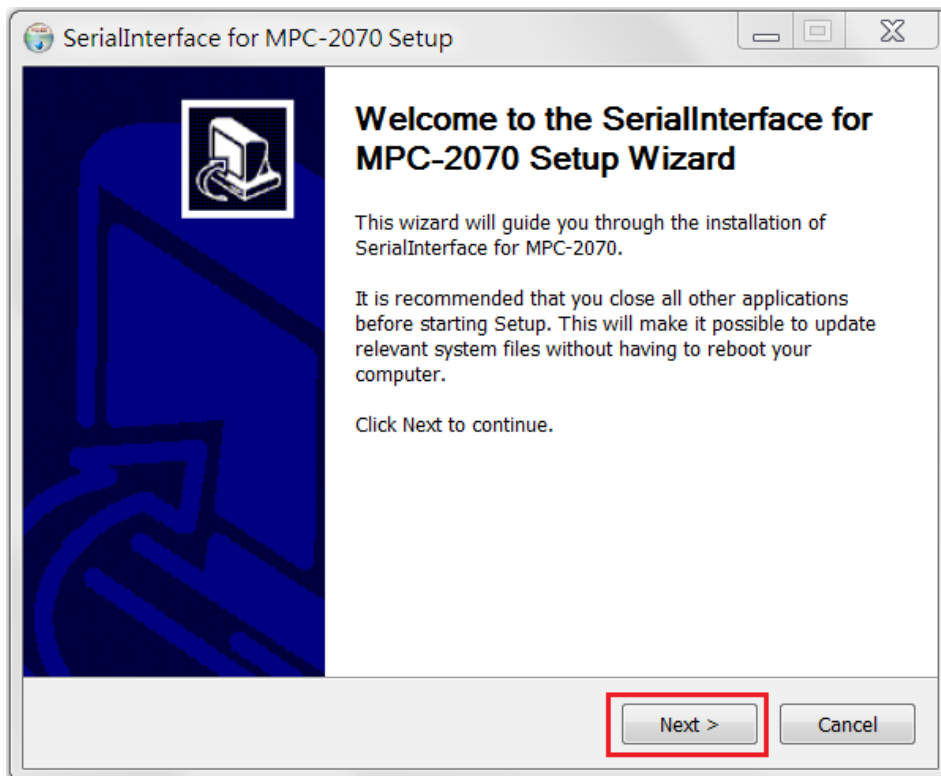 SerialInterface for MPC-2070 Setup
Welcome to the SerialInterface for
MPC-2070 Setup Wizard
This wizard will guide you through the installation of
SerialInterface for MPC-2070.
It is recommended that you close all other applications
before starting Setup. This will make it possible to update
relevant system files without having to reboot your
computer.
Click Next to continue.
Next >
Cancel